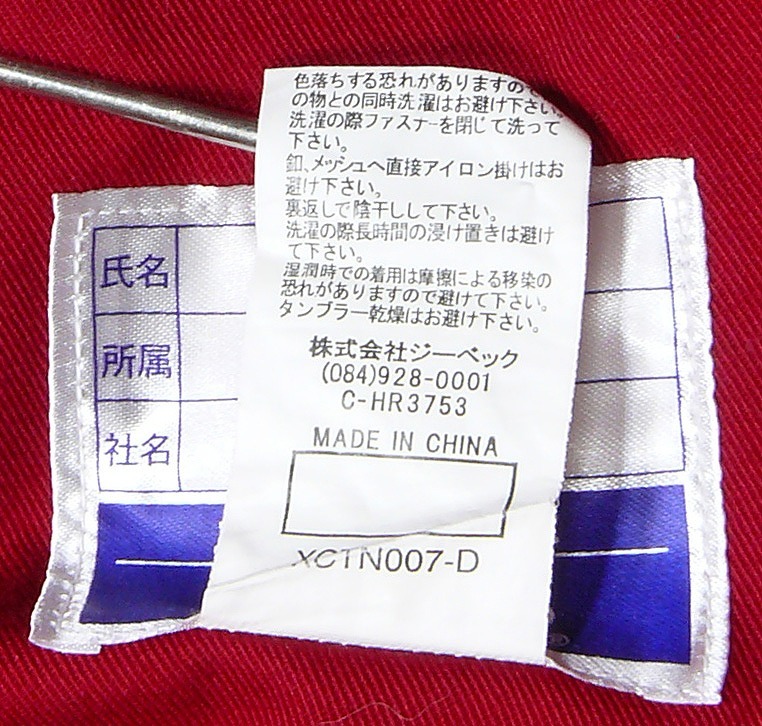 色落ちする恐れがありますので
の物との同時洗濯はお避け下さい。
洗濯の際ファスナーを閉じて洗って
下さい。
釦、メッシュへ直接アイロン掛けはお
避け下さい。
裏返しで陰干しして下さい。
洗濯の際長時間の浸け置きは避け
て下さい。
湿潤時での着用は摩擦による移染の
恐れがありますので避けて下さい。
タンブラー乾燥はお避け下さい。
株式会社ジーベック
(084)928-0001
C-HR3753
MADE IN CHINA
XCTN007-D
氏名
所属
社名